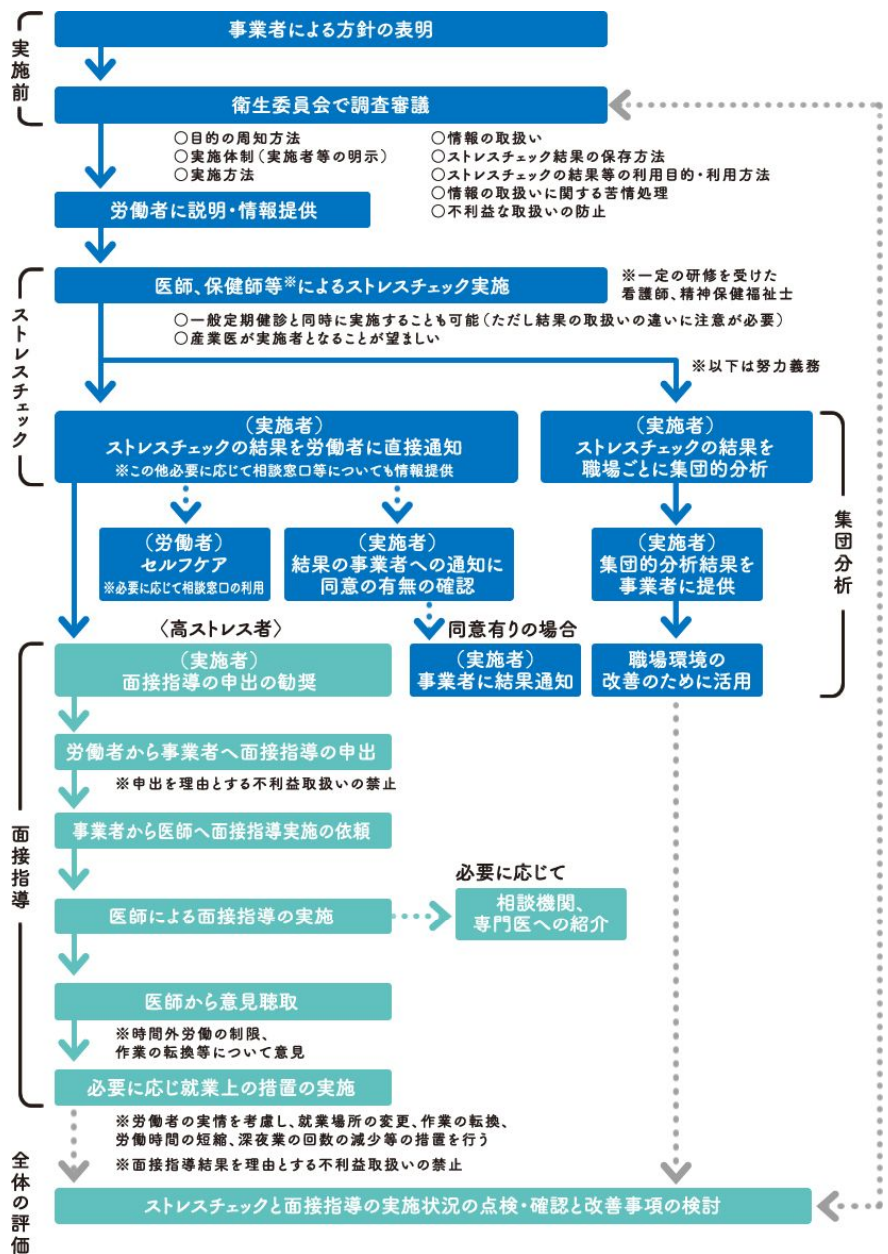 実施前
事業者による方針の表明
衛生委員会で調査審議
○目的の周知方法
○実施体制(実施者等の明示)
○実施方法
○情報の取扱い
○ストレスチェック結果の保存方法
○ストレスチェックの結果等の利用目的・利用方法
○情報の取扱いに関する苦情処理
○不利益な取扱いの防止
労働者に説明・情報提供
ストレスチェック
医師、保健師等※によるストレスチェック実施
※一定の研修を受けた
看護師、精神保健福祉士
○一般定期健診と同時に実施することも可能(ただし結果の取扱いの違いに注意が必要)
○産業医が実施者となることが望ましい
※以下は努力義務
(実施者)
ストレスチェックの結果を労働者に直接通知
※この他必要に応じて相談窓口等についても情報提供
(実施者)
ストレスチェックの結果を
職場ごとに集団的分析
集団分析
(労働者)
セルフケア
※必要に応じて相談窓口の利用
(実施者)
結果の事業者への通知に
同意の有無の確認
(実施者)
集団的分析結果を
事業者に提供
〈高ストレス者〉
同意有りの場合
面接指導
(実施者)
面接指導の申出の勧奨
(実施者)
事業者に結果通知
職場環境の
改善のために活用
労働者から事業者へ面接指導の申出
※申出を理由とする不利益取扱いの禁止
事業者から医師へ面接指導実施の依頼
医師による面接指導の実施
必要に応じて
相談機関、
専門医への紹介
医師から意見聴取
※時間外労働の制限、
作業の転換等について意見
必要に応じ就業上の措置の実施
※労働者の実情を考慮し、就業場所の変更、作業の転換、
労働時間の短縮、深夜業の回数の減少等の措置を行う
※面接指導結果を理由とする不利益取扱いの禁止
全体の評価
ストレスチェックと面接指導の実施状況の点検・確認と改善事項の検討